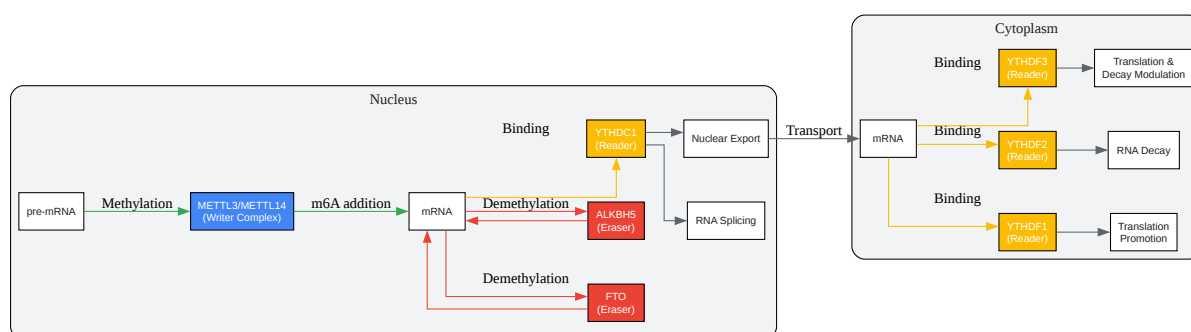 Cytoplasm
YTHDF3
(Reader)
Binding
Translation &
Decay Modulation
Nucleus
Binding
YTHDC1
(Reader)
Nuclear Export
Transport
mRNA
Binding
YTHDF2
(Reader)
RNA Decay
pre-mRNA
Methylation
METTL3/METTL14
(Writer Complex)
m6A addition
mRNA
Demethylation
ALKBH5
(Eraser)
RNA Splicing
Binding
YTHDF1
(Reader)
Translation
Promotion
Demethylation
FTO
(Eraser)